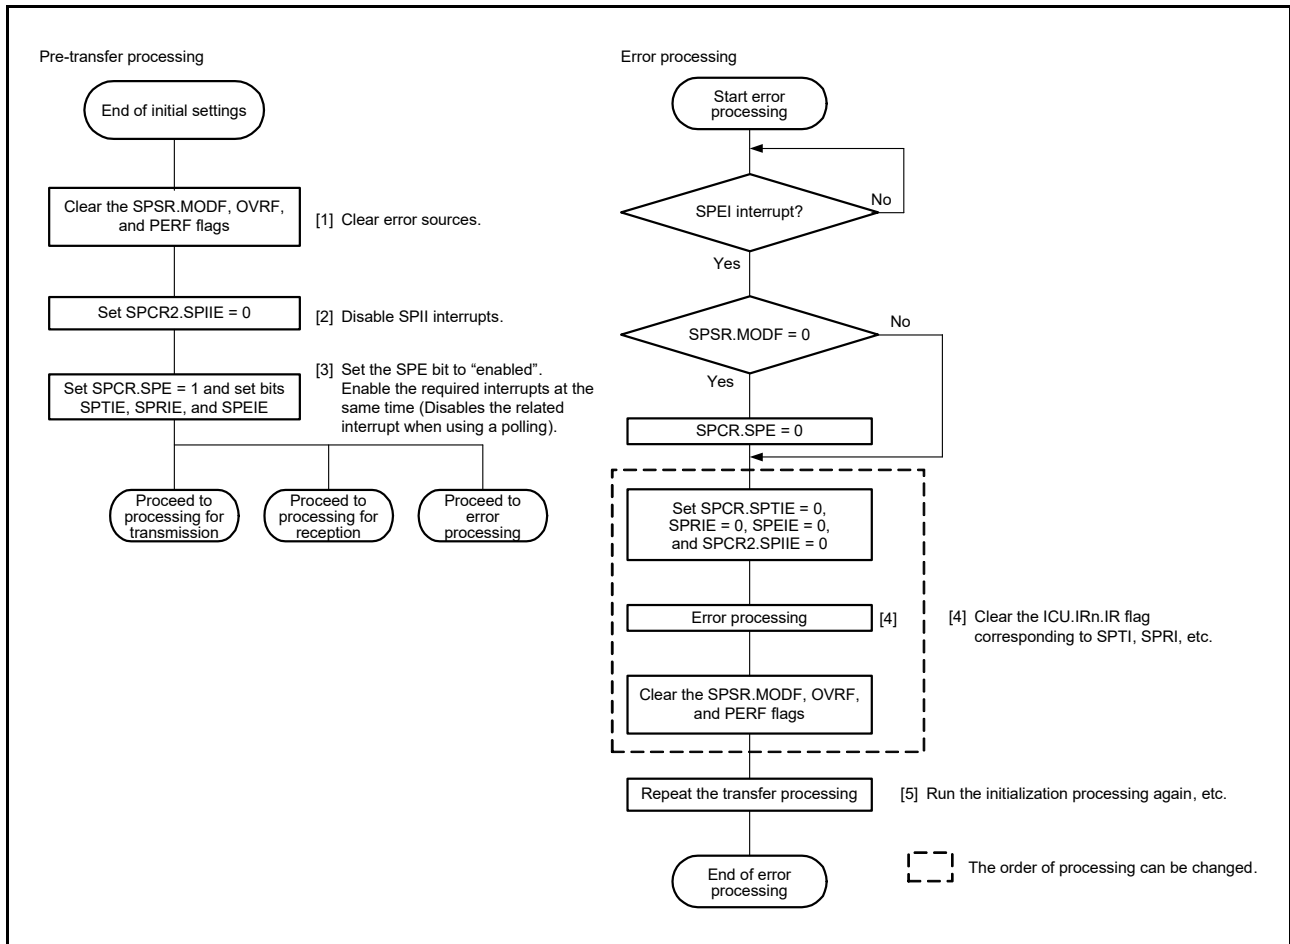 Pre-transfer processing
End of initial settings
Clear the SPSR.MODF, OVRF,
and PERF flags
[1] Clear error sources.
Set SPCR2.SPIIE = 0
[2] Disable SPII interrupts.
Set SPCR.SPE = 1 and set bits
SPTIE, SPRIE, and SPEIE
[3] Set the SPE bit to “enabled”.
Enable the required interrupts at the
same time (Disables the related
interrupt when using a polling).
Proceed to
processing for
transmission
Proceed to
processing for
reception
Proceed to
error
processing
Error processing
Start error
processing
SPEI interrupt?
No
Yes
SPSR.MODF = 0
No
Yes
SPCR.SPE = 0
Set SPCR.SPTIE = 0,
SPRIE = 0, SPEIE = 0,
and SPCR2.SPIIE = 0
Error processing
[4]
[4] Clear the ICU.IRn.IR flag
corresponding to SPTI, SPRI, etc.
Clear the SPSR.MODF, OVRF,
and PERF flags
Repeat the transfer processing
[5] Run the initialization processing again, etc.
End of error
processing
The order of processing can be changed.